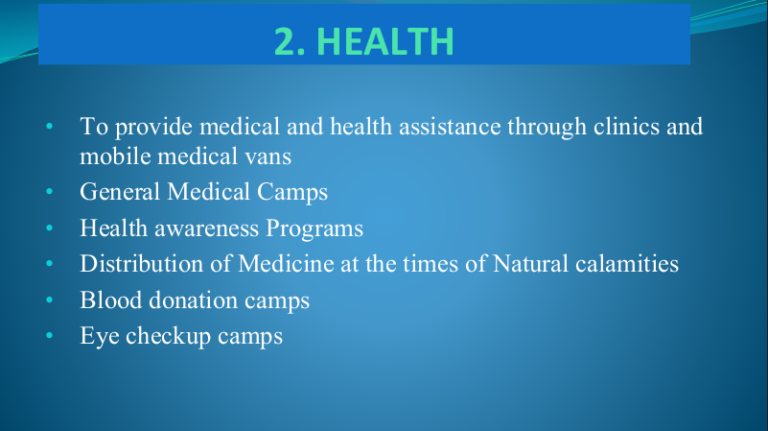 2. HEALTH
• To provide medical and health assistance through clinics and
mobile medical vans
• General Medical Camps
• Health awareness Programs
• Distribution of Medicine at the times of Natural calamities
• Blood donation camps
• Eye checkup camps